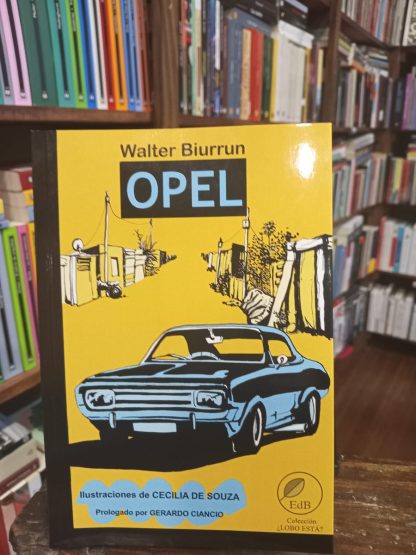 Walter Biurrun
OPEL
Ilustraciones de CECILIA DE SOUZA
Prologado por GERARDO CIANCIO
EdB
Colección
¿LOBO ESTÁ?